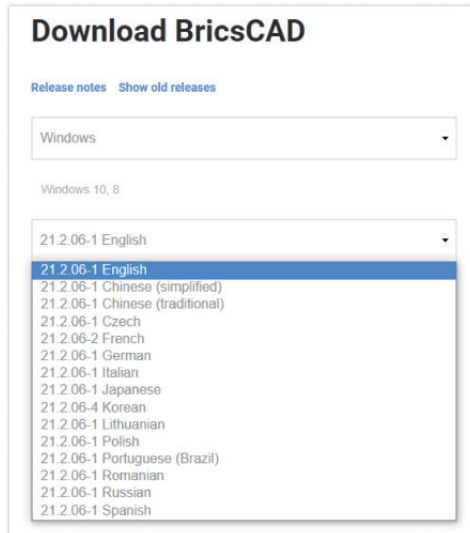 Download BricsCAD
Release notes Show old releases
Windows
Windows 10, 8
21.2.06-1 English
21.2.06-1 English
21.2.06-1 Chinese (simplified)
21.2.06-1 Chinese (traditional)
21.2.06-1 Czech
21.2.06-2 French
21.2.06-1 German
21.2.06-1 Italian
21.2.06-1 Japanese
21.2.06-4 Korean
21.2.06-1 Lithuanian
21.2.06-1 Polish
21.2.06-1 Portuguese (Brazil)
21.2.06-1 Romanian
21.2.06-1 Russian
21.2.06-1 Spanish